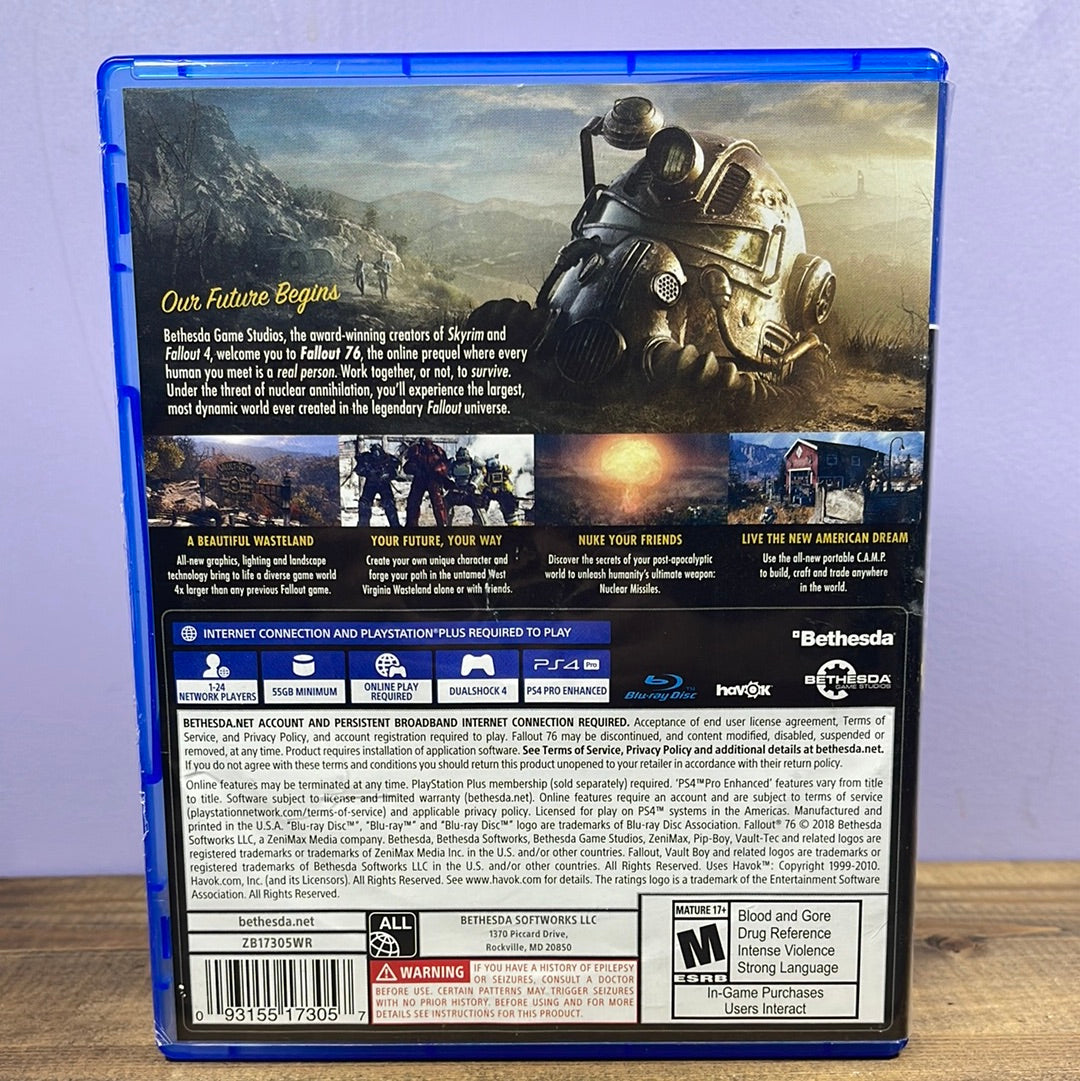 Our Future Begins
Bethesda Game Studios, the award-winning creators of Skyrim and
Fallout 4, welcome you to Fallout 76, the online prequel where every
human you meet is a real person. Work together, or not, to survive.
Under the threat of nuclear annihilation, you'll experience the largest,
most dynamic world ever created in the legendary Fallout universe.
A BEAUTIFUL WASTELAND
All-new graphics, lighting and landscape
technology bring to life a diverse game world
4x larger than any previous Fallout game.
YOUR FUTURE, YOUR WAY
Create your own unique character and
forge your path in the untamed West
Virginia Wasteland alone or with friends.
NUKE YOUR FRIENDS
Discover the secrets of your post-apocalyptic
world to unleash humanity's ultimate weapon:
Nuclear Missiles.
LIVE THE NEW AMERICAN DREAM
Use the all-new portable C.A.M.P.
to build, craft and trade anywhere
in the world.
INTERNET CONNECTION AND PLAYSTATION®PLUS REQUIRED TO PLAY
1-24
NETWORK PLAYERS
55GB MINIMUM
ONLINE PLAY
REQUIRED
DUALSHOCK 4
PS4 Pro
PS4 PRO ENHANCED
Blu-ray Disc™
havok
Bethesda
BETHESDA
GAME STUDIOS
BETHESDA.NET ACCOUNT AND PERSISTENT BROADBAND INTERNET CONNECTION REQUIRED. Acceptance of end user license agreement, Terms of
Service, and Privacy Policy, and account registration required to play. Fallout 76 may be discontinued, and content modified, disabled, suspended or
removed, at any time. Product requires installation of application software. See Terms of Service, Privacy Policy and additional details at bethesda.net.
If you do not agree with these terms and conditions you should return this product unopened to your retailer in accordance with their return policy.
Online features may be terminated at any time. PlayStation Plus membership (sold separately) required. 'PS4™Pro Enhanced' features vary from title
to title. Software subject to license and limited warranty (bethesda.net). Online features require an account and are subject to terms of service
(playstationnetwork.com/terms-of-service) and applicable privacy policy. Licensed for play on PS4™ systems in the Americas. Manufactured and
printed in the U.S.A. "Blu-ray Disc™", "Blu-ray™" and "Blu-ray Disc™" logo are trademarks of Blu-ray Disc Association. Fallout® 76 © 2018 Bethesda
Softworks LLC, a ZeniMax Media company. Bethesda, Bethesda Softworks, Bethesda Game Studios, ZeniMax, Pip-Boy, Vault-Tec and related logos are
registered trademarks or trademarks of ZeniMax Media Inc. in the U.S. and/or other countries. Fallout, Vault Boy and related logos are trademarks or
registered trademarks of Bethesda Softworks LLC in the U.S. and/or other countries. All Rights Reserved. Uses Havok™: Copyright 1999-2010.
Havok.com, Inc. (and its Licensors). All Rights Reserved. See www.havok.com for details. The ratings logo is a trademark of the Entertainment Software
Association. All Rights Reserved.
bethesda.net
ZB17305WR
0 93155 17305 7
ALL
BETHESDA SOFTWORKS LLC
1370 Piccard Drive,
Rockville, MD 20850
WARNING IF YOU HAVE A HISTORY OF EPILEPSY
OR SEIZURES, CONSULT A DOCTOR
BEFORE USE. CERTAIN PATTERNS MAY TRIGGER SEIZURES
WITH NO PRIOR HISTORY. BEFORE USING AND FOR MORE
DETAILS SEE INSTRUCTIONS FOR THIS PRODUCT.
MATURE 17+
M
ESRB
Blood and Gore
Drug Reference
Intense Violence
Strong Language
In-Game Purchases
Users Interact